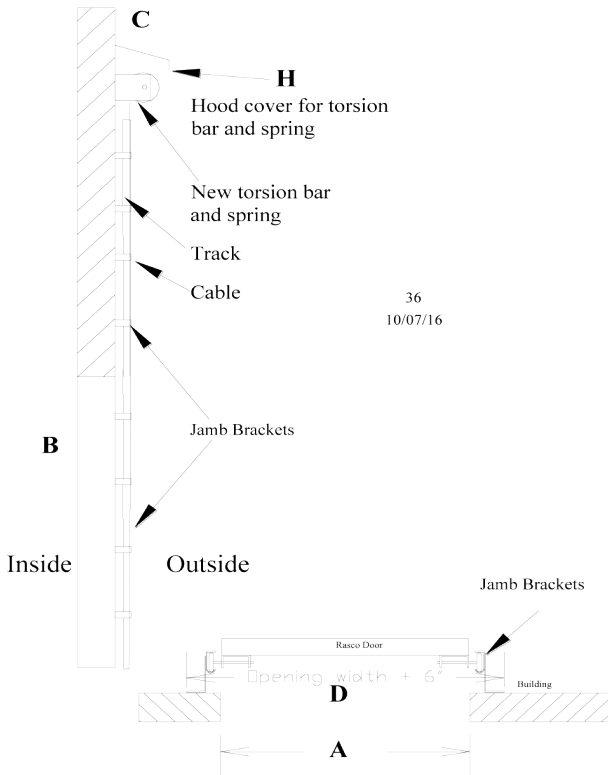 C
H
Hood cover for torsion
bar and spring
New torsion bar
and spring
Track
Cable
36
10/07/16
Jamb Brackets
B
Inside
Outside
Jamb Brackets
Rasco Door
Opening width + 6"
Building
D
A